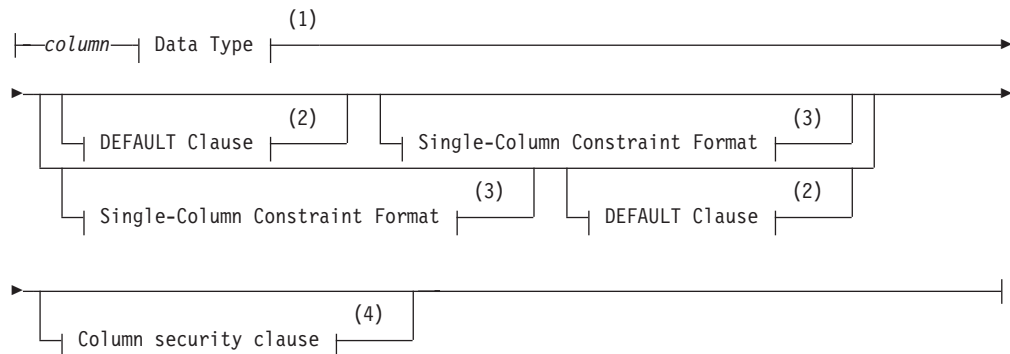 (1)
column Data Type
(2) (3)
DEFAULT Clause Single-Column Constraint Format
(3) (2)
Single-Column Constraint Format DEFAULT Clause
(4)
Column security clause